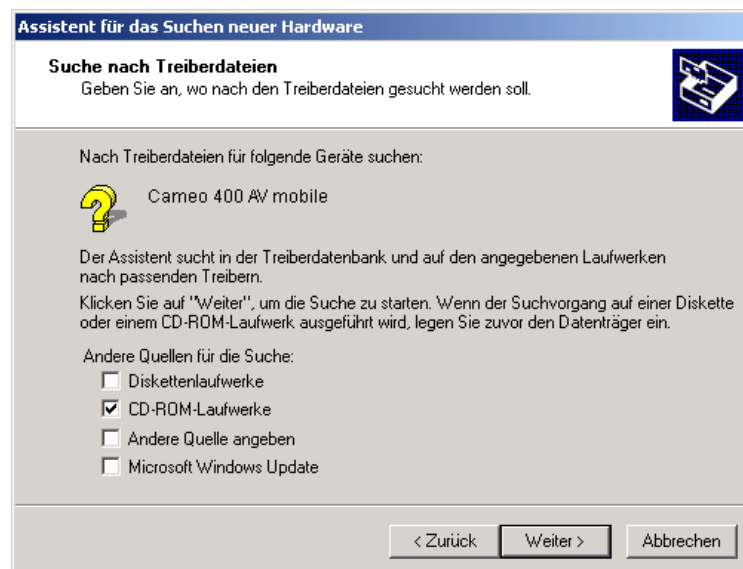 Assistent für das Suchen neuer Hardware
Suche nach Treiberdateien
Geben Sie an, wo nach den Treiberdateien gesucht werden soll.
Nach Treiberdateien für folgende Geräte suchen:
Cameo 400 AV mobile
Der Assistent sucht in der Treiberdatenbank und auf den angegebenen Laufwerken
nach passenden Treibern.
Klicken Sie auf "Weiter", um die Suche zu starten. Wenn der Suchvorgang auf einer Diskette
oder einem CD-ROM-Laufwerk ausgeführt wird, legen Sie zuvor den Datenträger ein.
Andere Quellen für die Suche:
Diskettenlaufwerke
CD-ROM-Laufwerke
Andere Quelle angeben
Microsoft Windows Update
< Zurück Weiter > Abbrechen